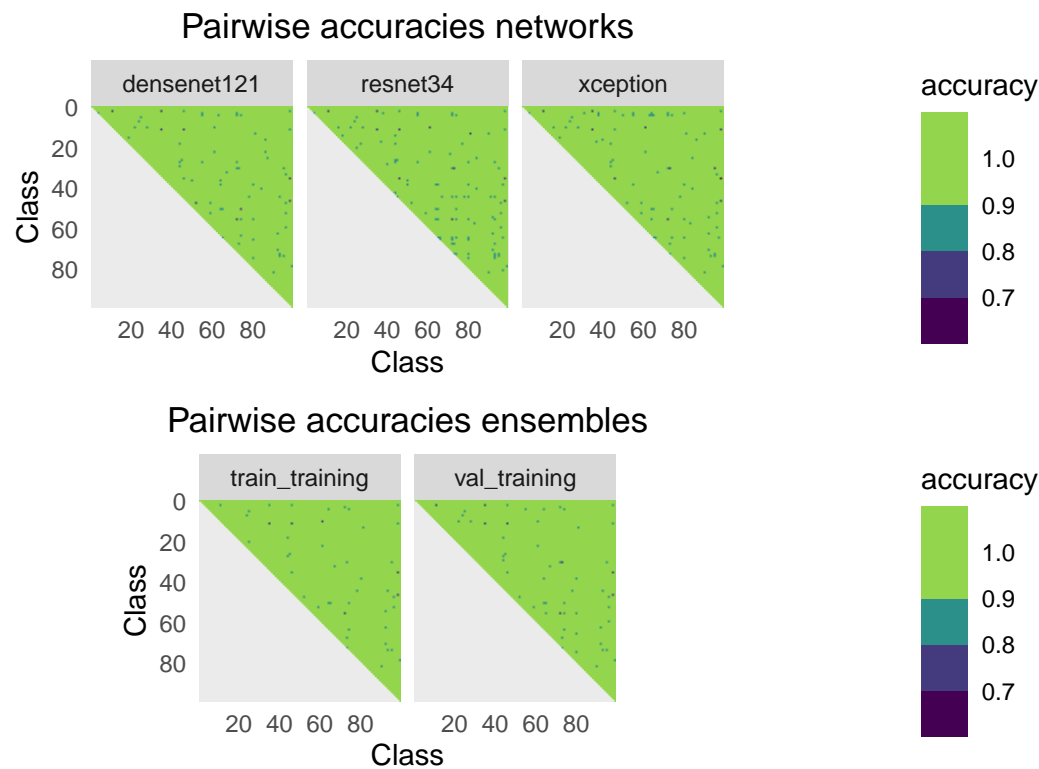 Pairwise accuracies networks
densenet121 resnet34 xception
accuracy
0
20
40
60
80
Class
20 40 60 80 20 40 60 80 20 40 60 80
Class
1.0
0.9
0.8
0.7
Pairwise accuracies ensembles
train_training val_training
accuracy
0
20
40
60
80
Class
20 40 60 80 20 40 60 80
Class
1.0
0.9
0.8
0.7